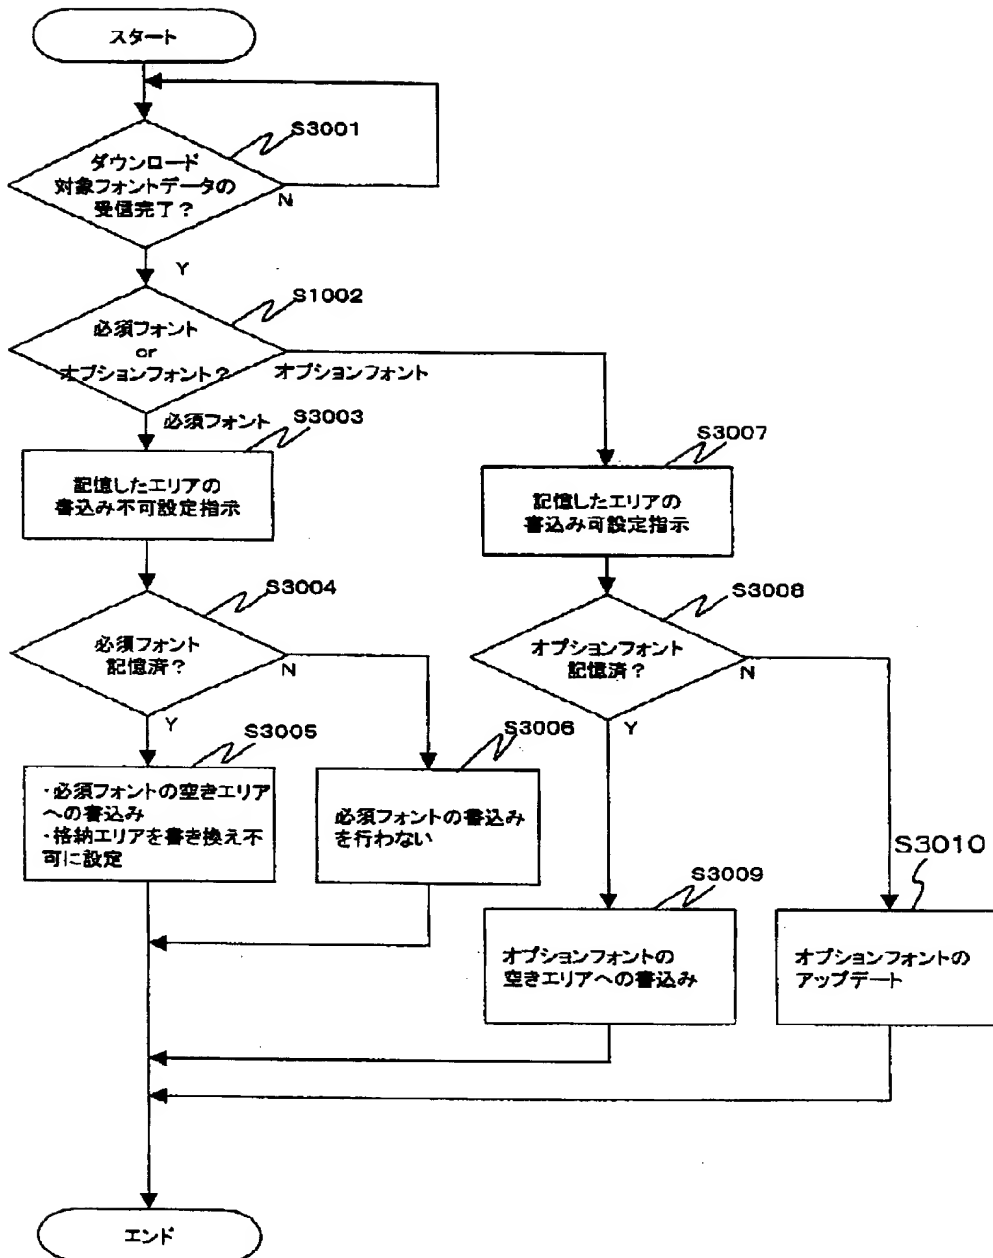 スタート
S3001
ダウンロード
対象フォントデータの
受信完了？
N
Y
S1002
必須フォント
or
オプションフォント？
オプションフォント
必須フォント
S3003
記憶したエリアの
書込み不可設定指示
S3007
記憶したエリアの
書込み可設定指示
S3004
必須フォント
記憶済？
N
Y
S3008
オプションフォント
記憶済？
N
Y
S3005
・必須フォントの空きエリア
への書込み
・格納エリアを書き換え不
可に設定
S3006
必須フォントの書込み
を行わない
S3009
オプションフォントの
空きエリアへの書込み
S3010
オプションフォントの
アップデート
エンド